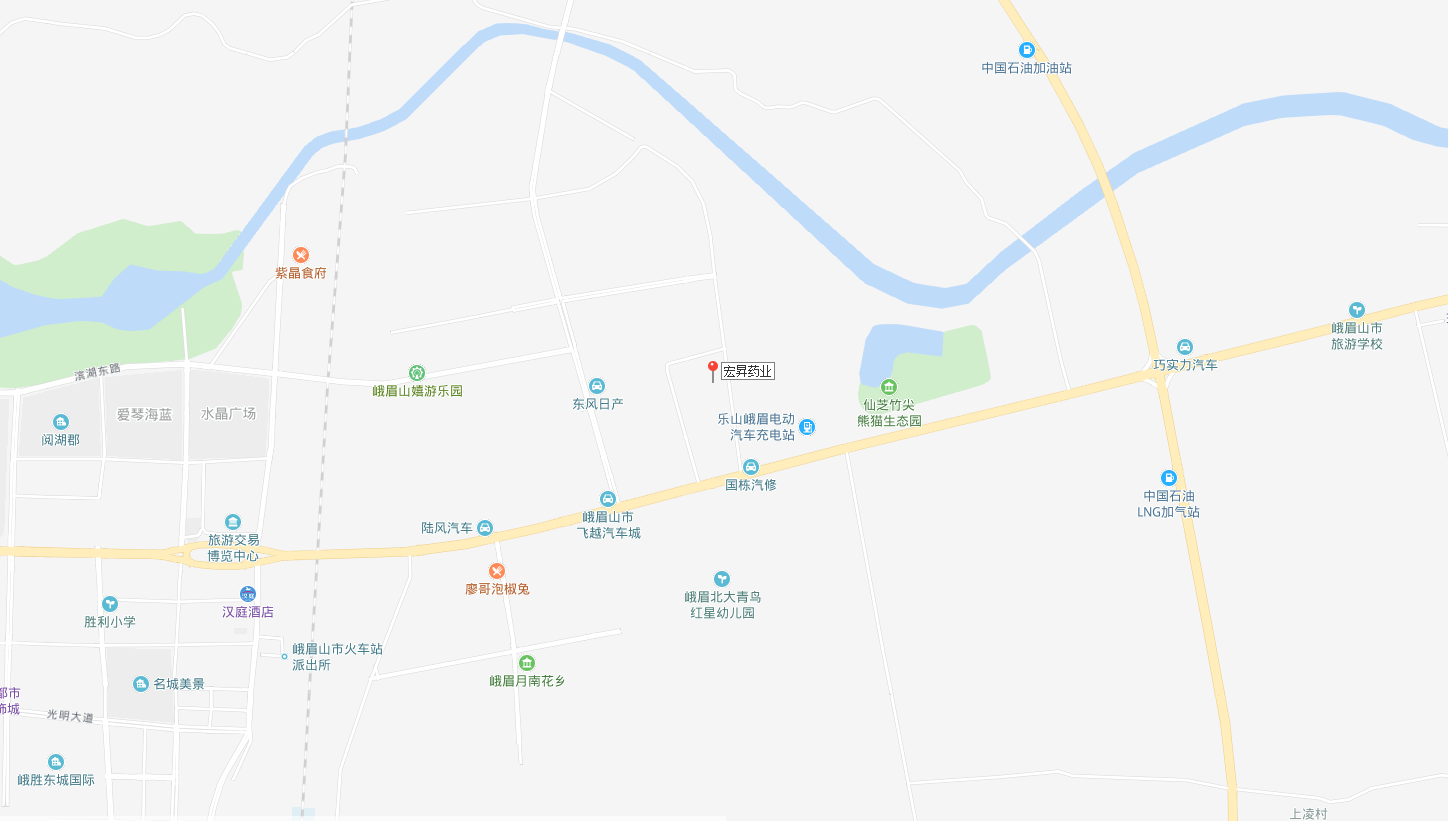 中国石油加油站
紫晶食府
峨眉山市
旅游学校
巧实力汽车
滨湖东路
宏昇药业
峨眉山嬉游乐园
东风日产
仙芝竹尖
熊猫生态园
爱琴海蓝
水晶广场
阅湖郡
乐山峨眉电动
汽车充电站
国栋汽修
中国石油
LNG加气站
峨眉山市
飞越汽车城
陆风汽车
旅游交易
博览中心
廖哥泡椒兔
峨眉北大青鸟
红星幼儿园
汉庭酒店
胜利小学
峨眉山市火车站
派出所
峨眉月南花乡
名城美景
都市
饰城
光明大道
峨胜东城国际
上凌村